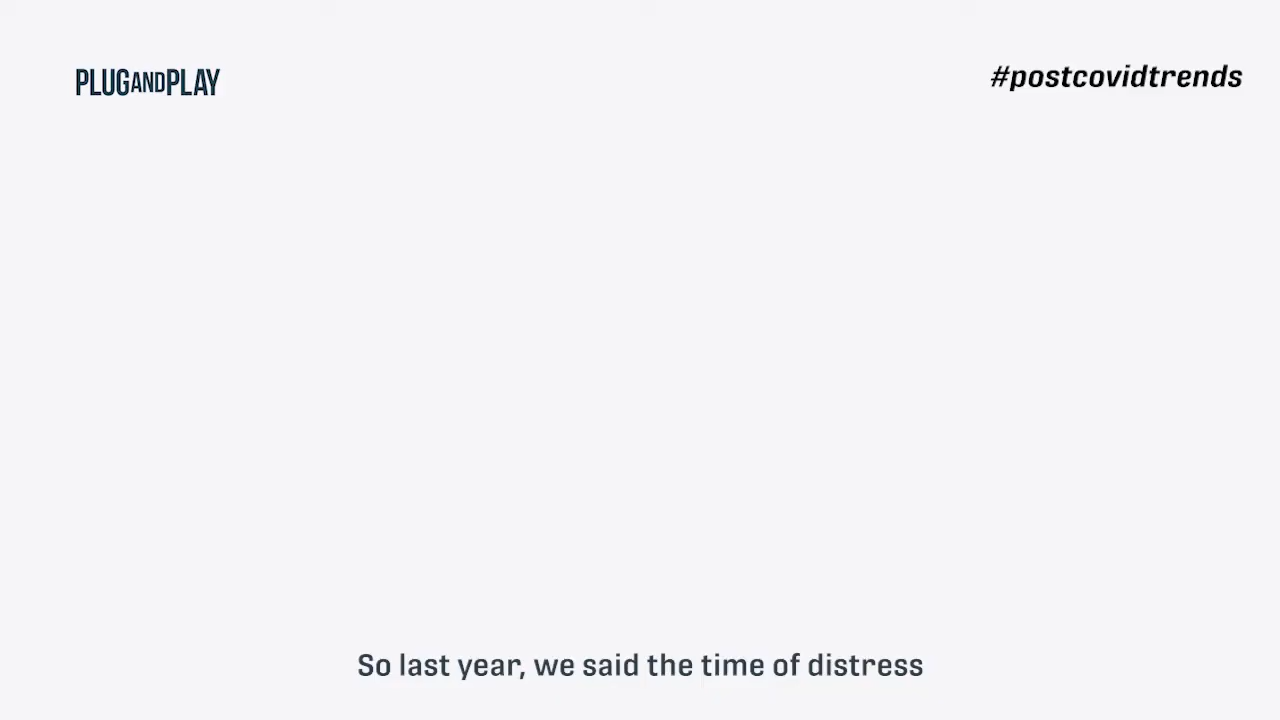 PLUGANDPLAY
#postcovidtrends
So last year, we said the time of distress